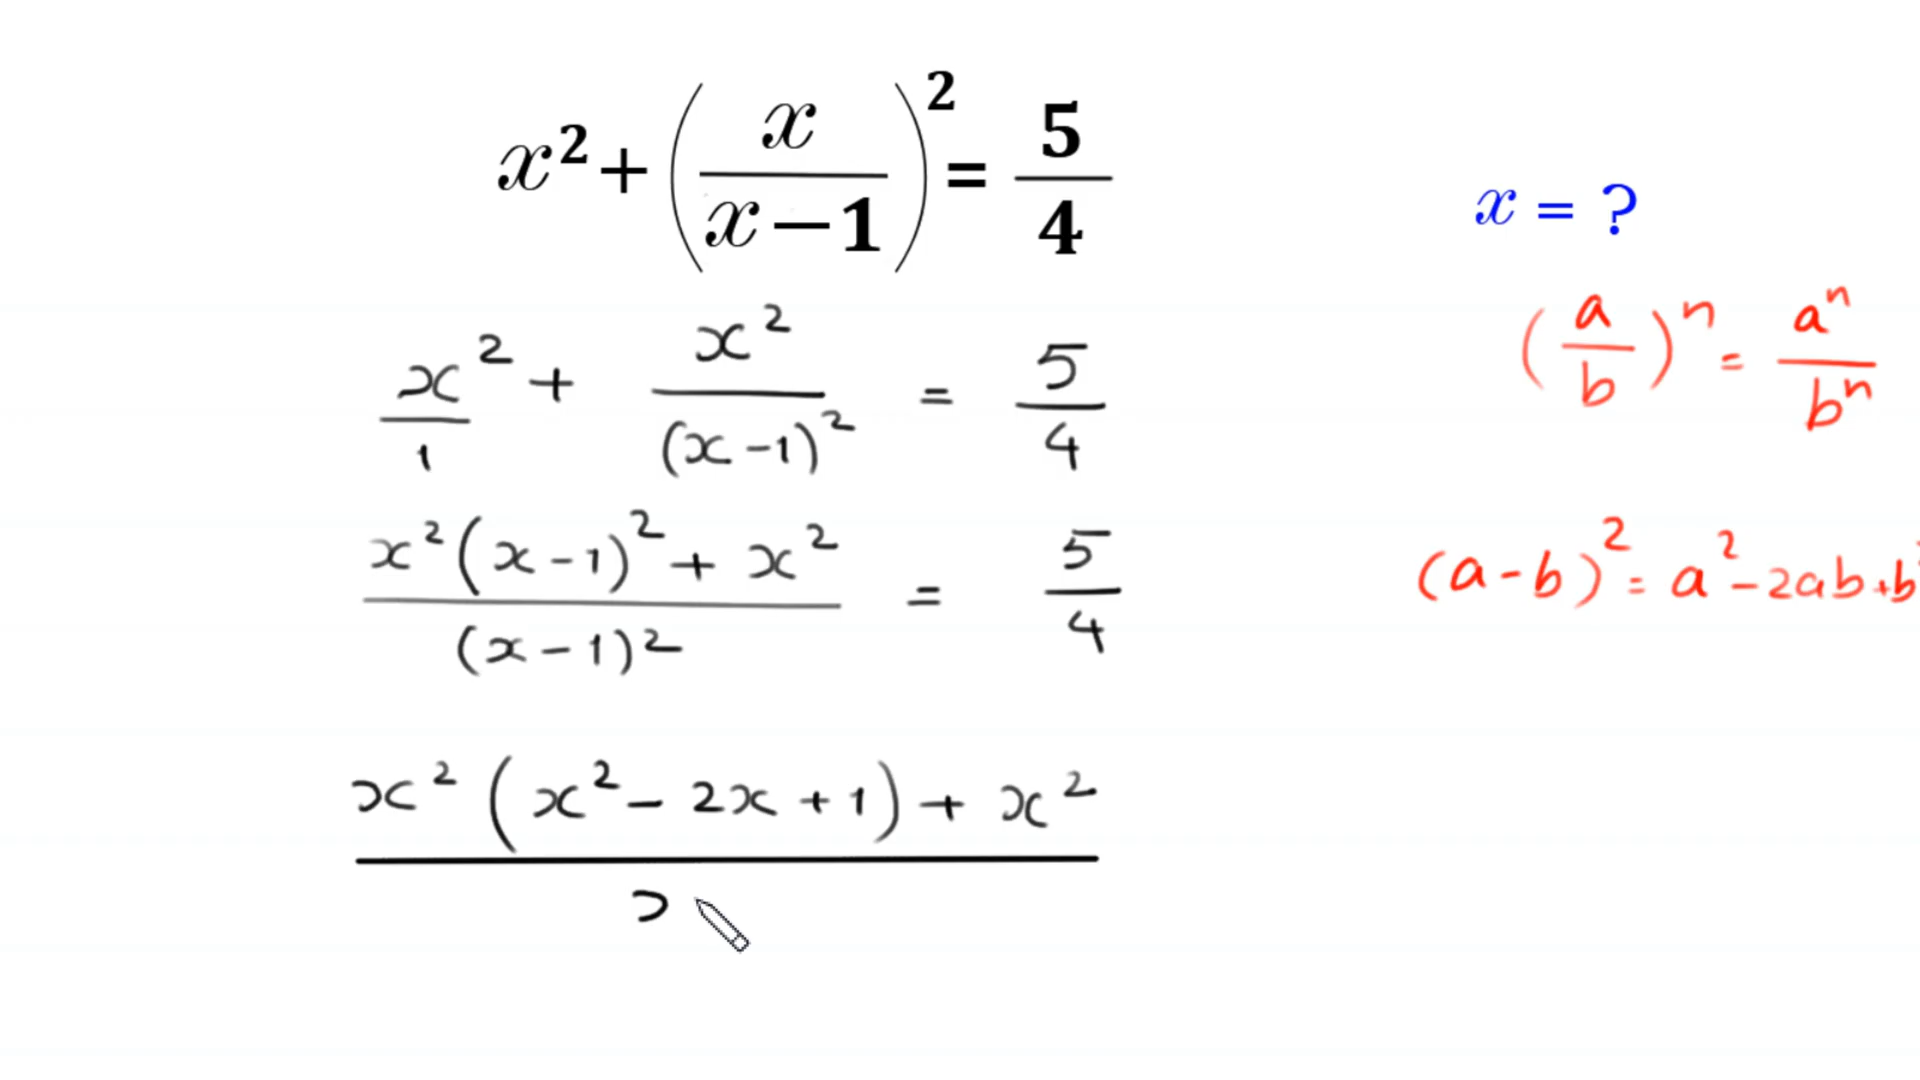 x² + (x/(x−1))² = 5/4
x = ?
x²/1 + x²/(x−1)² = 5/4
(a/b)ⁿ = aⁿ/bⁿ
(x²(x−1)² + x²)/(x−1)² = 5/4
(a−b)² = a² − 2ab + b²
x²(x² − 2x + 1) + x²